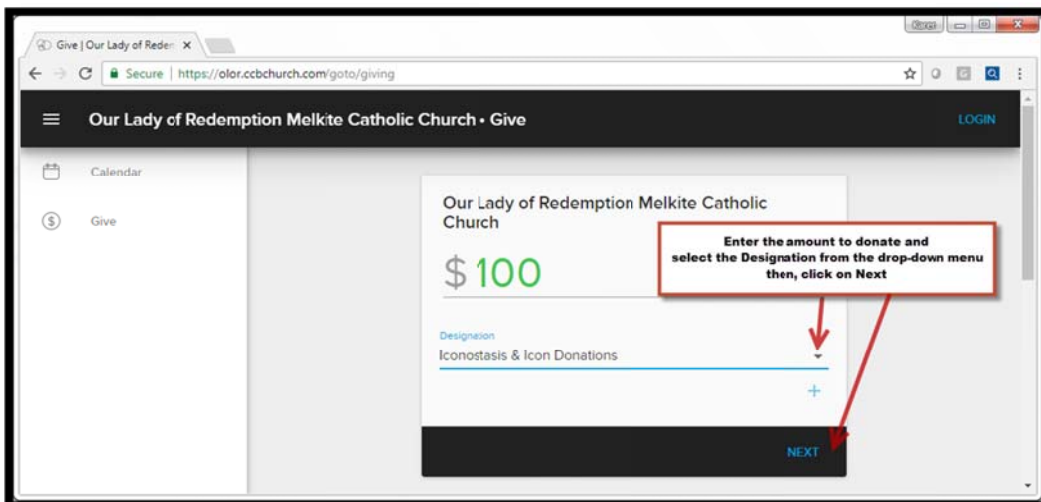 Give | Our Lady of Reden
Secure | https://olor.ccbchurch.com/goto/giving
Our Lady of Redemption Melkite Catholic Church • Give
LOGIN
Calendar
Give
Our Lady of Redemption Melkite Catholic
Church
$ 100
Enter the amount to donate and
select the Designation from the drop-down menu
then, click on Next
Designation
Iconostasis & Icon Donations
NEXT